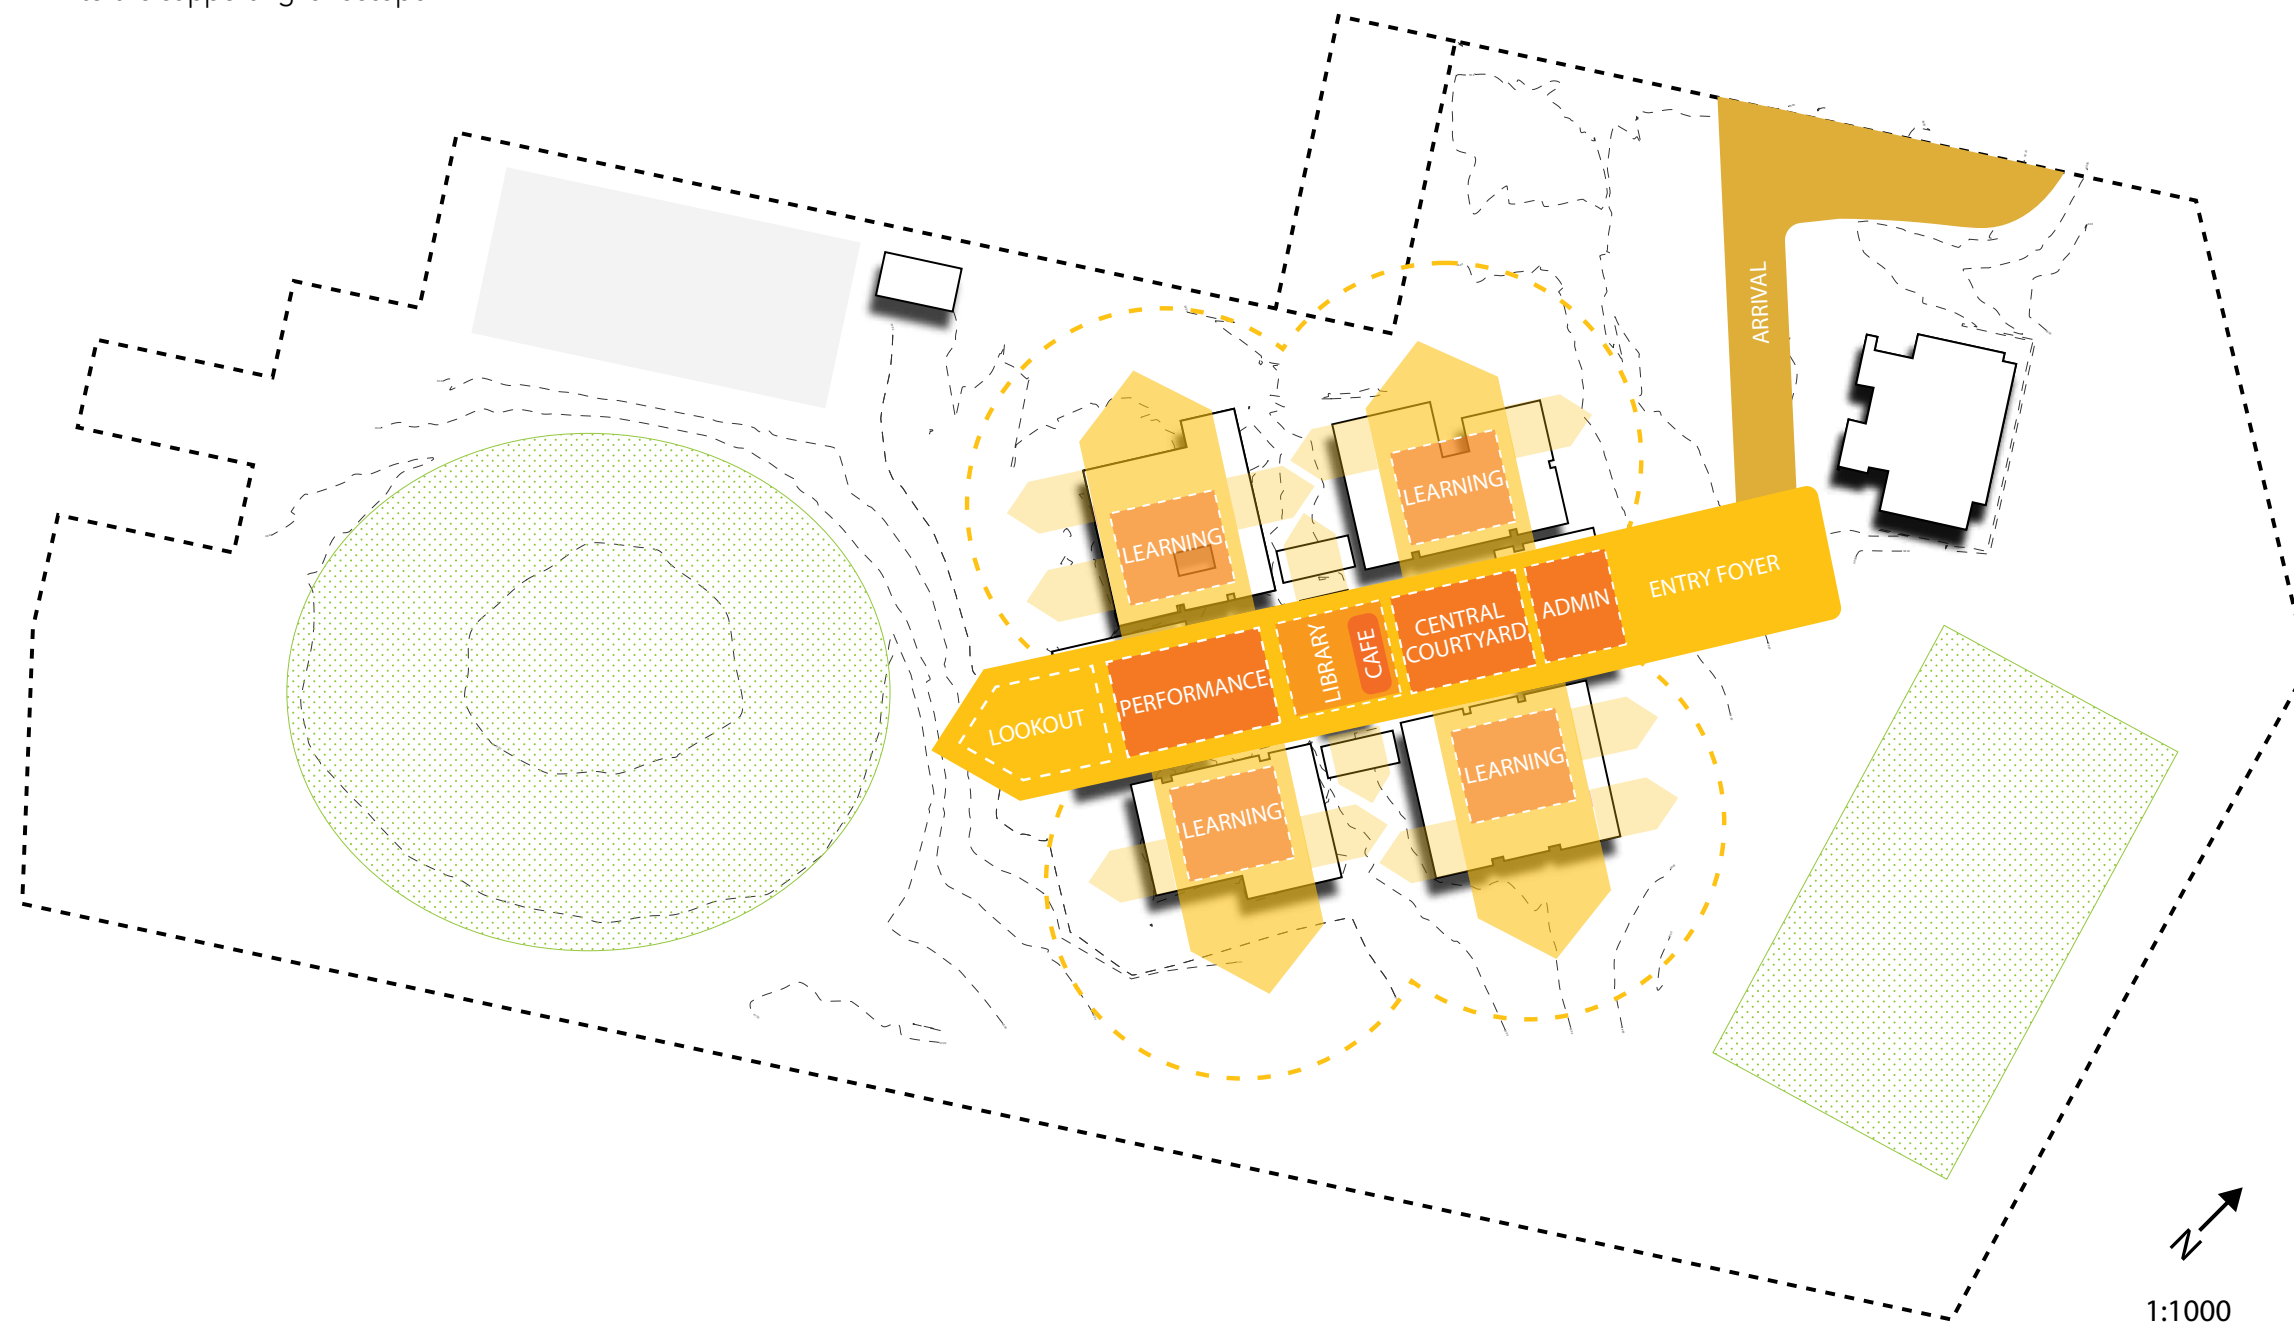 ARRIVAL
LEARNING
LEARNING
ENTRY FOYER
ADMIN
CENTRAL
COURTYARD
CAFE
LIBRARY
PERFORMANCE
LOOKOUT
LEARNING
LEARNING
N
1:1000